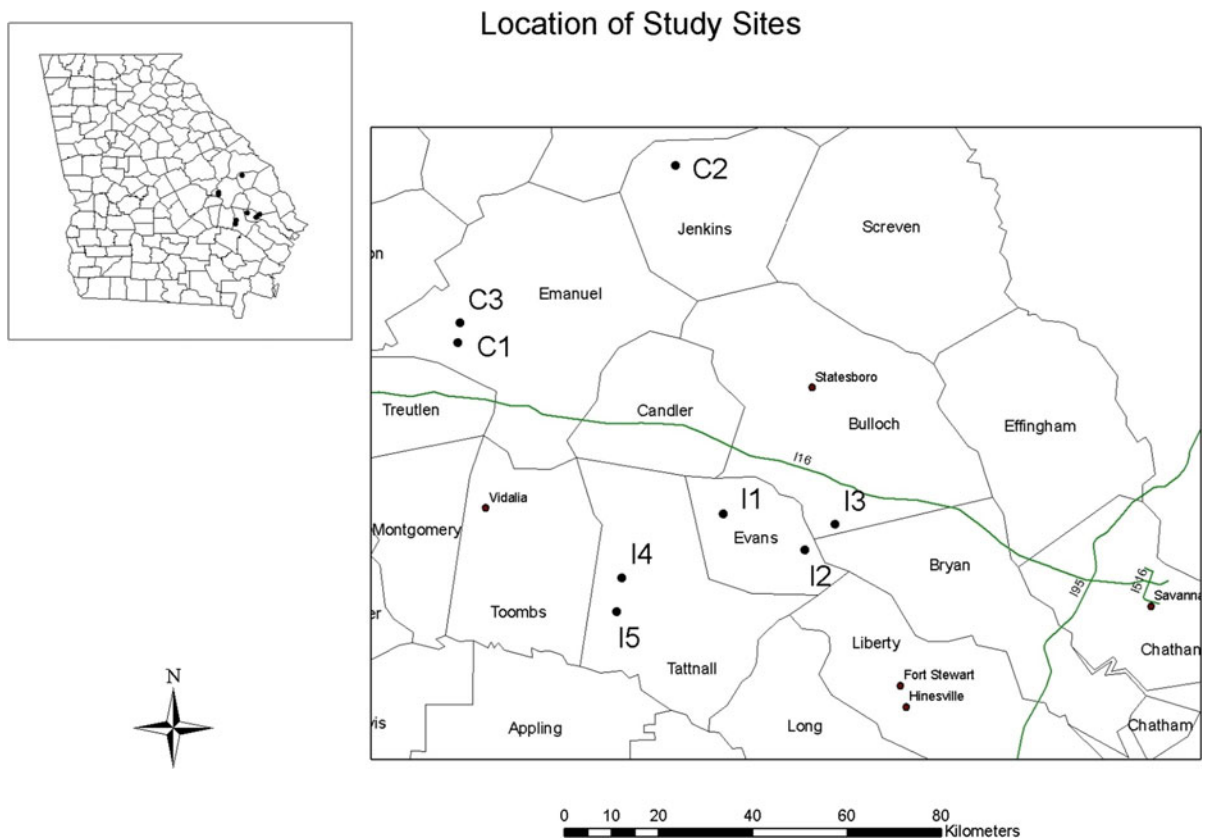 Location of Study Sites
C2
Jenkins
Screven
on
Emanuel
C3
C1
Statesboro
Treutlen
Candler
Bulloch
Effingham
I16
Vidalia
I1
I3
Montgomery
Evans
I2
Bryan
I4
I95
I516
Savanna
er
Toombs
I5
Liberty
Chathan
Tattnall
Fort Stewart
Hinesville
vis
Appling
Long
Chatham
N
0 10 20 40 60 80
Kilometers